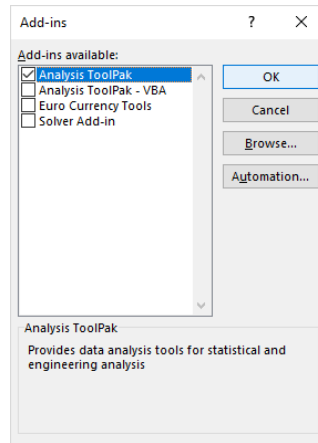 Add-ins ? ×
Add-ins available:
Analysis ToolPak
Analysis ToolPak - VBA
Euro Currency Tools
Solver Add-in
OK
Cancel
Browse...
Automation...
Analysis ToolPak
Provides data analysis tools for statistical and
engineering analysis